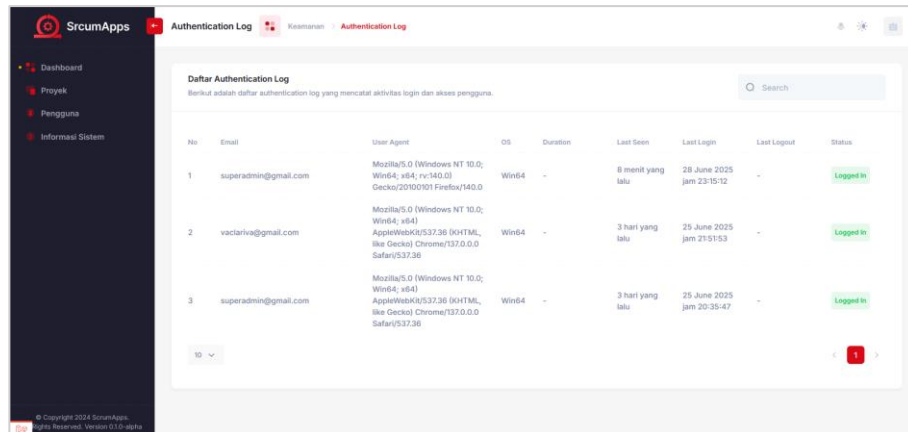 SrcumApps
Authentication Log
Keamanan
Authentication Log
Dashboard
Proyek
Pengguna
Informasi Sistem
Daftar Authentication Log
Berikut adalah daftar authentication log yang mencatat aktivitas login dan akses pengguna.
Search
No Email User Agent OS Duration Last Seen Last Login Last Logout Status
1 superadmin@gmail.com
Mozilla/5.0 (Windows NT 10.0;
Win64; x64; rv:140.0)
Gecko/20100101 Firefox/140.0
Win64 -
8 menit yang
lalu
28 June 2025
jam 23:15:12
-
Logged In
2 vaclariva@gmail.com
Mozilla/5.0 (Windows NT 10.0;
Win64; x64)
AppleWebKit/537.36 (KHTML,
like Gecko) Chrome/137.0.0.0
Safari/537.36
Win64 -
3 hari yang
lalu
25 June 2025
jam 21:51:53
-
Logged In
3 superadmin@gmail.com
Mozilla/5.0 (Windows NT 10.0;
Win64; x64)
AppleWebKit/537.36 (KHTML,
like Gecko) Chrome/137.0.0.0
Safari/537.36
Win64 -
3 hari yang
lalu
25 June 2025
jam 20:35:47
-
Logged In
10
1
© Copyright 2024 ScrumApps.
Rights Reserved. Version 0.1.0-alpha